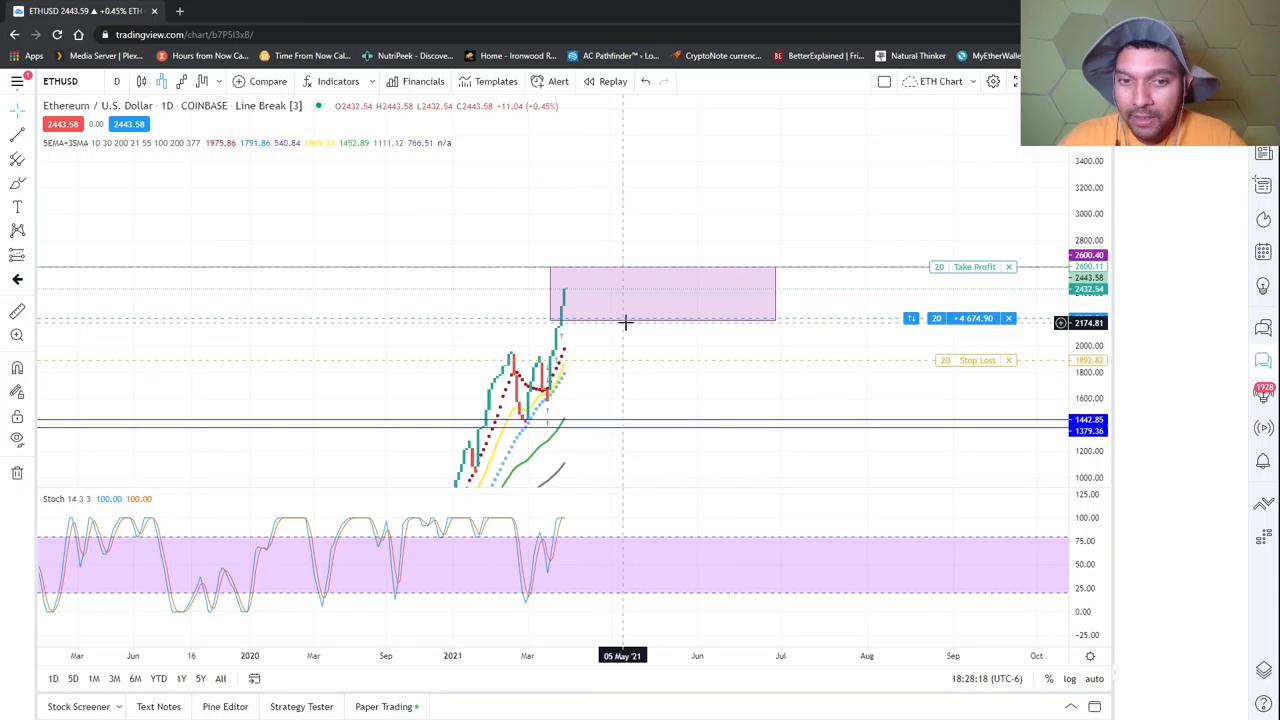 ETHUSD 2443.59 ▲ +0.45% ETH
tradingview.com/chart/b7P5I3xB/
Apps Media Server | Plex... Hours from Now Cal... Time From Now Cal... NutriPeek - Discove... Home - Ironwood R... AC Pathfinder™ › Lo... CryptoNote currenc... BetterExplained | Fri... Natural Thinker MyEtherWalle
1 ETHUSD D Compare Indicators Financials Templates Alert Replay ETH Chart
Ethereum / U.S. Dollar · 1D · COINBASE · Line Break [3] O2432.54 H2443.58 L2432.54 C2443.58 +11.04 (+0.45%)
2443.58 0.00 2443.58
5EMA+3SMA 10 30 200 21 55 100 200 377 1975.86 1791.86 540.84 1809.34 1452.89 1111.12 766.51 n/a
3400.00
3200.00
3000.00
2800.00
2600.40
20 Take Profit × 2600.11
2443.58
2432.54
20 +4 674.90 ×
2174.81
2000.00
20 Stop Loss × 1892.82
1800.00
1600.00
1442.85
1379.36
1200.00
1000.00
1928
Stoch 14 3 3 100.00 100.00
125.00
100.00
75.00
50.00
25.00
0.00
−25.00
Mar Jun 16 2020 Mar Sep 2021 Mar 05 May '21 Jun Jul Aug Sep Oct
1D 5D 1M 3M 6M YTD 1Y 5Y All 18:28:18 (UTC-6) % log auto
Stock Screener Text Notes Pine Editor Strategy Tester Paper Trading